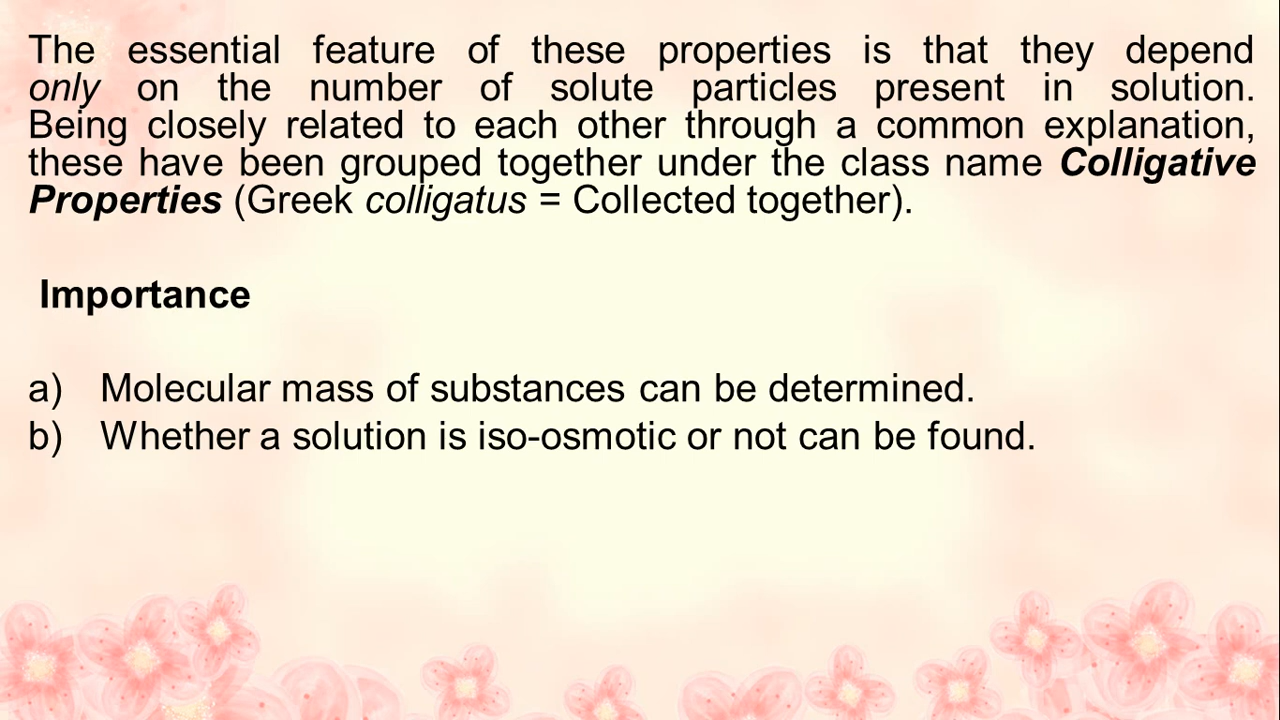 The essential feature of these properties is that they depend
only on the number of solute particles present in solution.
Being closely related to each other through a common explanation,
these have been grouped together under the class name Colligative
Properties (Greek colligatus = Collected together).
Importance
a) Molecular mass of substances can be determined.
b) Whether a solution is iso-osmotic or not can be found.